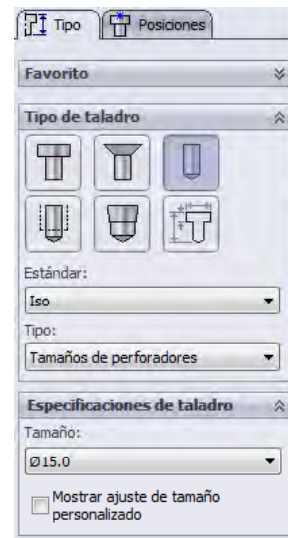 Tipo Posiciones
Favorito
Tipo de taladro
Estándar:
Iso
Tipo:
Tamaños de perforadores
Especificaciones de taladro
Tamaño:
Ø15.0
Mostrar ajuste de tamaño
personalizado